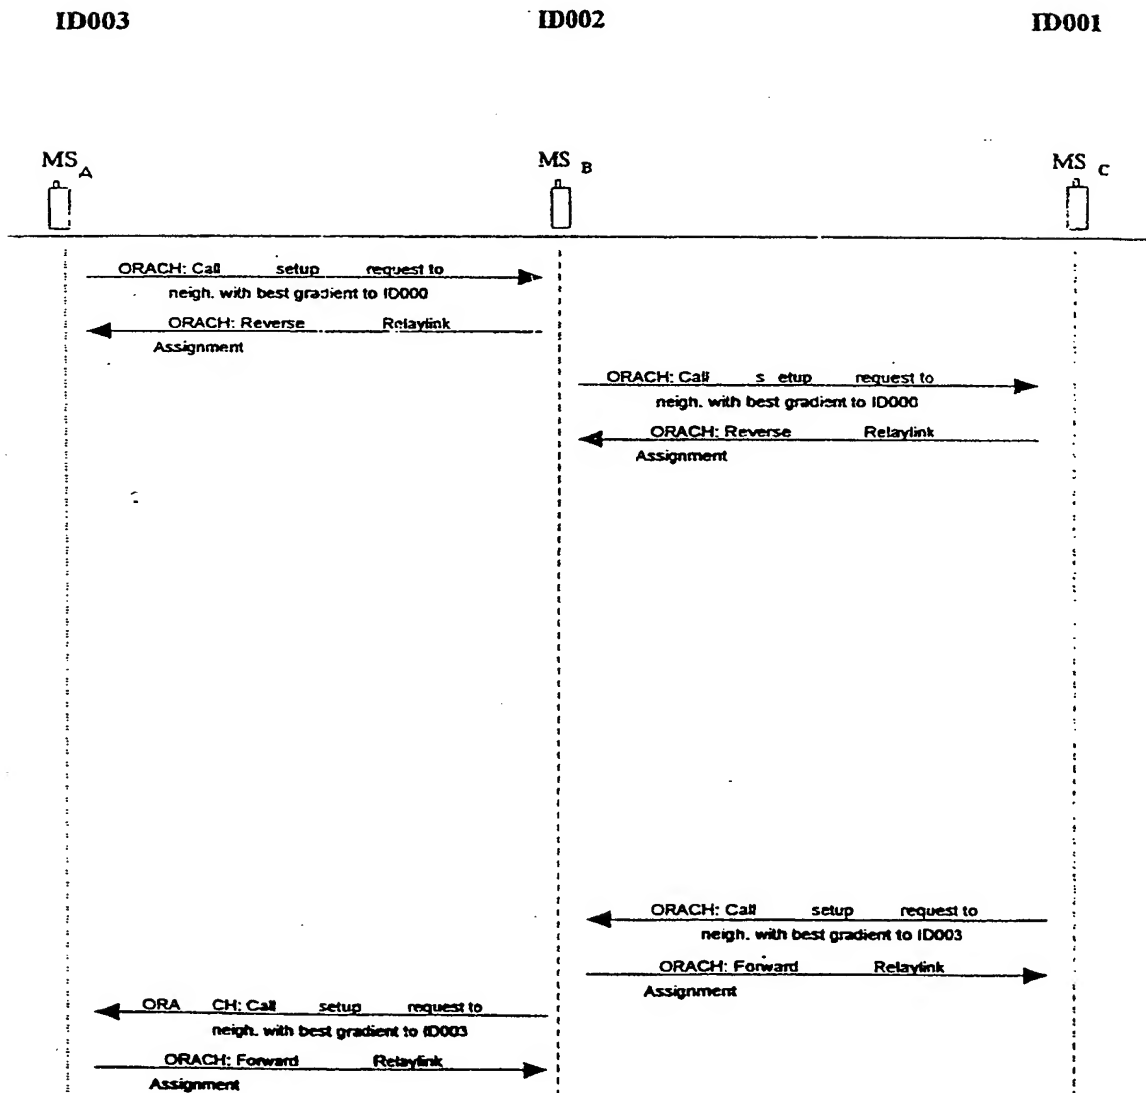 ID003 ID002 ID001
MS A MS B MS C
ORACH: Call setup request to
neigh. with best gradient to ID000
ORACH: Reverse Relaylink
Assignment
ORACH: Call s etup request to
neigh. with best gradient to ID000
ORACH: Reverse Relaylink
Assignment
ORACH: Call setup request to
neigh. with best gradient to ID003
ORACH: Forward Relaylink
Assignment
ORA CH: Call setup request to
neigh. with best gradient to ID003
ORACH: Forward Relaylink
Assignment